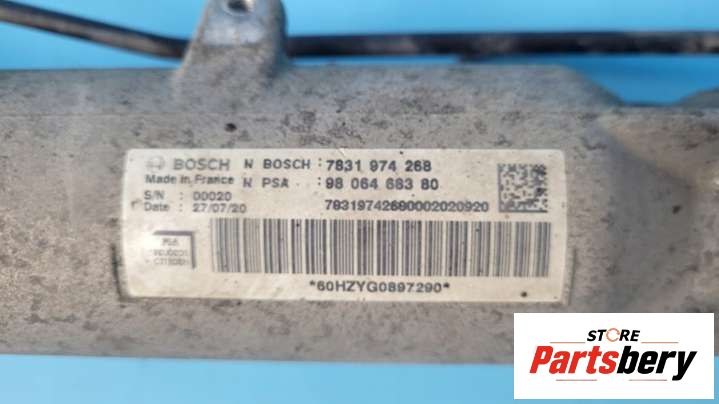 BOSCH N BOSCH : 7831 974 268
Made in France N PSA : 98 064 683 80
S/N : 00020
Date : 27/07/20 78319742680002020920
*60HZYG0897290*
STORE
Partsbery